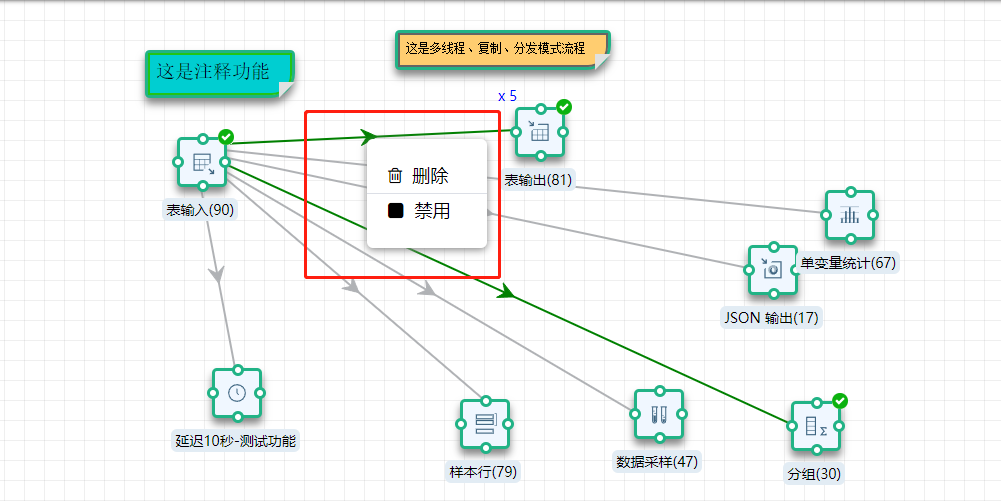 这是多线程、复制、分发模式流程
这是注释功能
x 5
删除
表输出(81)
禁用
表输入(90)
单变量统计(67)
JSON 输出(17)
延迟10秒-测试功能
样本行(79)
数据采样(47)
分组(30)